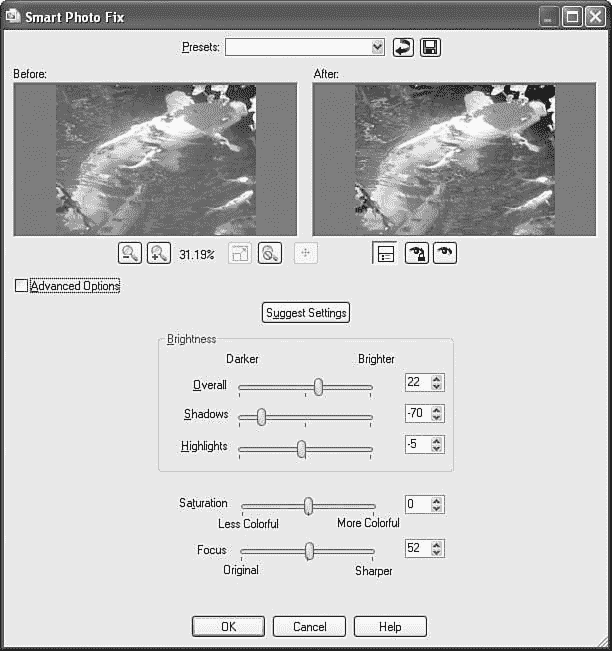 Smart Photo Fix
Presets:
Before: After:
31.19%
Advanced Options
Suggest Settings
Brightness
Darker Brighter
Overall 22
Shadows -70
Highlights -5
Saturation 0
Less Colorful More Colorful
Focus 52
Original Sharper
OK Cancel Help